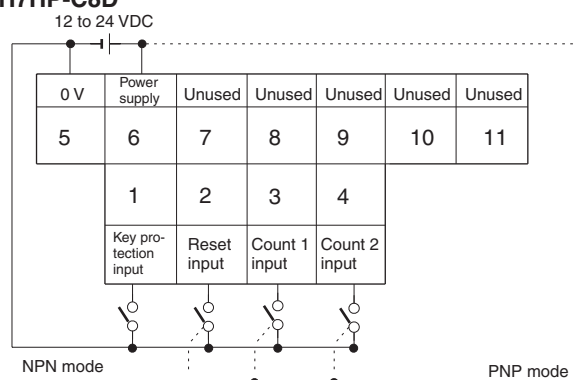 12 to 24 VDC
0 V
Power supply
Unused
Unused
Unused
Unused
Unused
5
6
7
8
9
10
11
1
2
3
4
Key pro-
tection
input
Reset
input
Count 1
input
Count 2
input
NPN mode
PNP mode